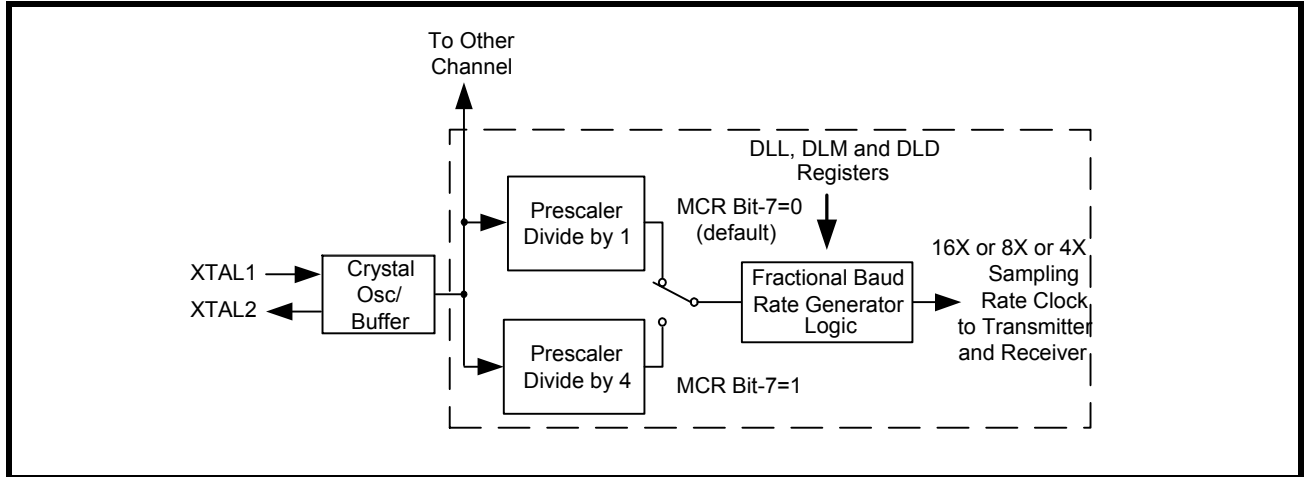 To Other
Channel
DLL, DLM and DLD
Registers
Prescaler
Divide by 1
MCR Bit-7=0
(default)
16X or 8X or 4X
Sampling
Rate Clock
to Transmitter
and Receiver
XTAL1
XTAL2
Crystal
Osc/
Buffer
Fractional Baud
Rate Generator
Logic
Prescaler
Divide by 4
MCR Bit-7=1